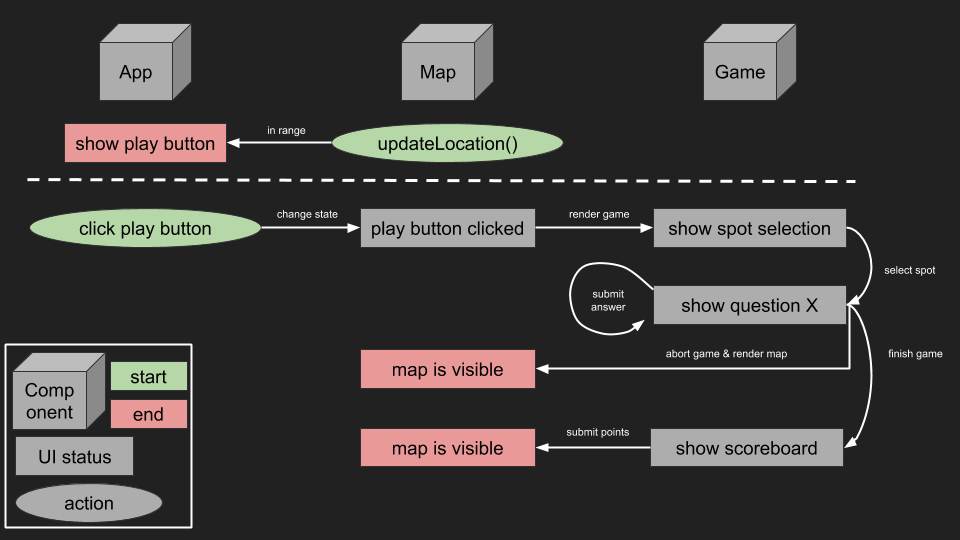 App
Map
Game
show play button
in range
updateLocation()
click play button
change state
play button clicked
render game
show spot selection
select spot
submit
answer
show question X
abort game & render map
finish game
map is visible
map is visible
submit points
show scoreboard
Comp
onent
start
end
UI status
action